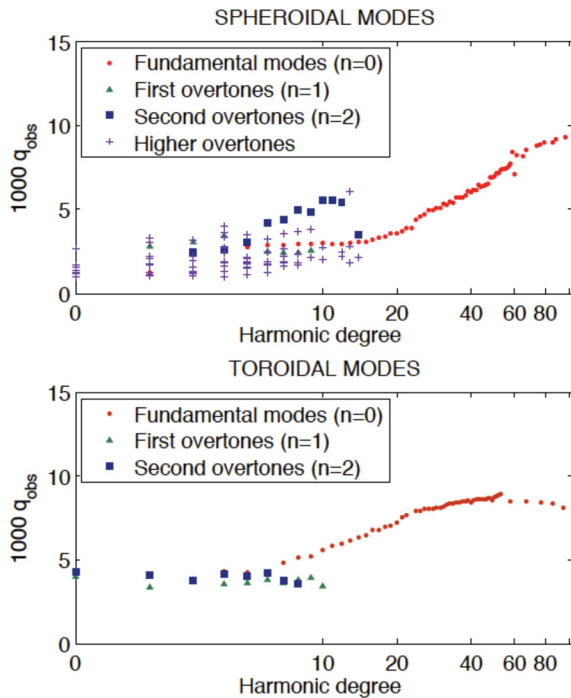 SPHEROIDAL MODES
15
10
5
0
1000 q_obs
Fundamental modes (n=0)
First overtones (n=1)
Second overtones (n=2)
Higher overtones
0 10 20 40 60 80
Harmonic degree
TOROIDAL MODES
15
10
5
0
1000 q_obs
Fundamental modes (n=0)
First overtones (n=1)
Second overtones (n=2)
0 10 20 40 60 80
Harmonic degree